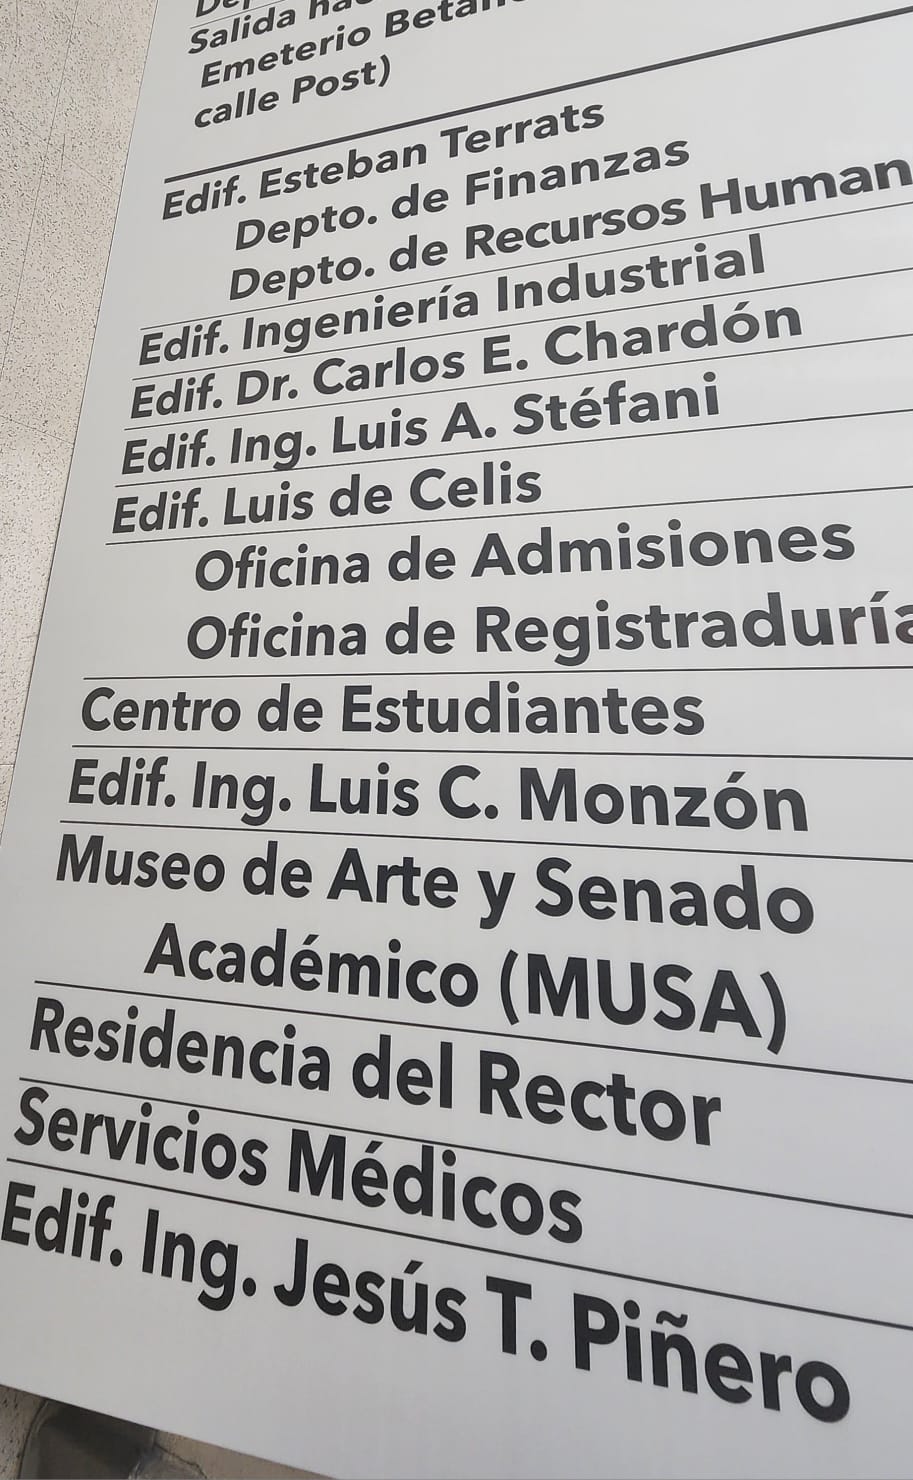 Salida
Emeterio
calle Post)
Edif. Esteban Terrats
Depto. de Finanzas
Depto. de Recursos Human
Edif. Ingeniería Industrial
Edif. Dr. Carlos E. Chardón
Edif. Ing. Luis A. Stéfani
Edif. Luis de Celis
Oficina de Admisiones
Oficina de Registraduría
Centro de Estudiantes
Edif. Ing. Luis C. Monzón
Museo de Arte y Senado
Académico (MUSA)
Residencia del Rector
Servicios Médicos
Edif. Ing. Jesús T. Piñero